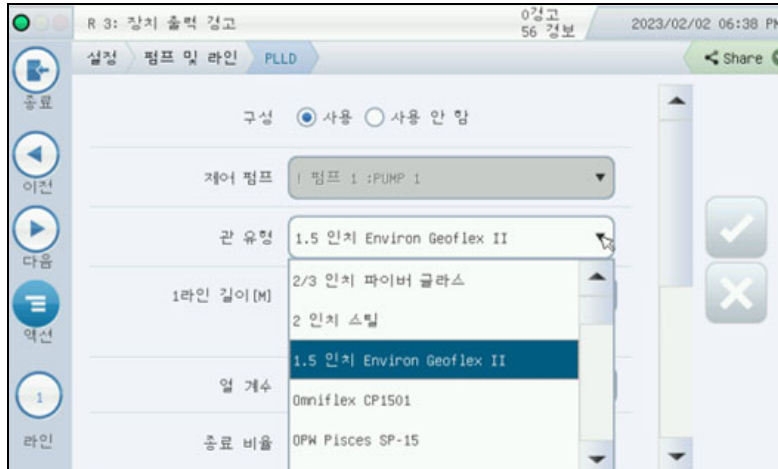 R 3: 장치 출력 경고
0경고
56 경보
2023/02/02 06:38 PM
설정 펌프 및 라인 PLLD
Share
종료
구성 사용 사용 안 함
이전
제어 펌프 ! 펌프 1 :PUMP 1
다음
관 유형 1.5 인치 Environ Geoflex II
2/3 인치 파이버 글라스
1라인 길이[M]
2 인치 스틸
액션
1.5 인치 Environ Geoflex II
열 계수
1
Omniflex CP1501
라인
종료 비율
OPW Pisces SP-15